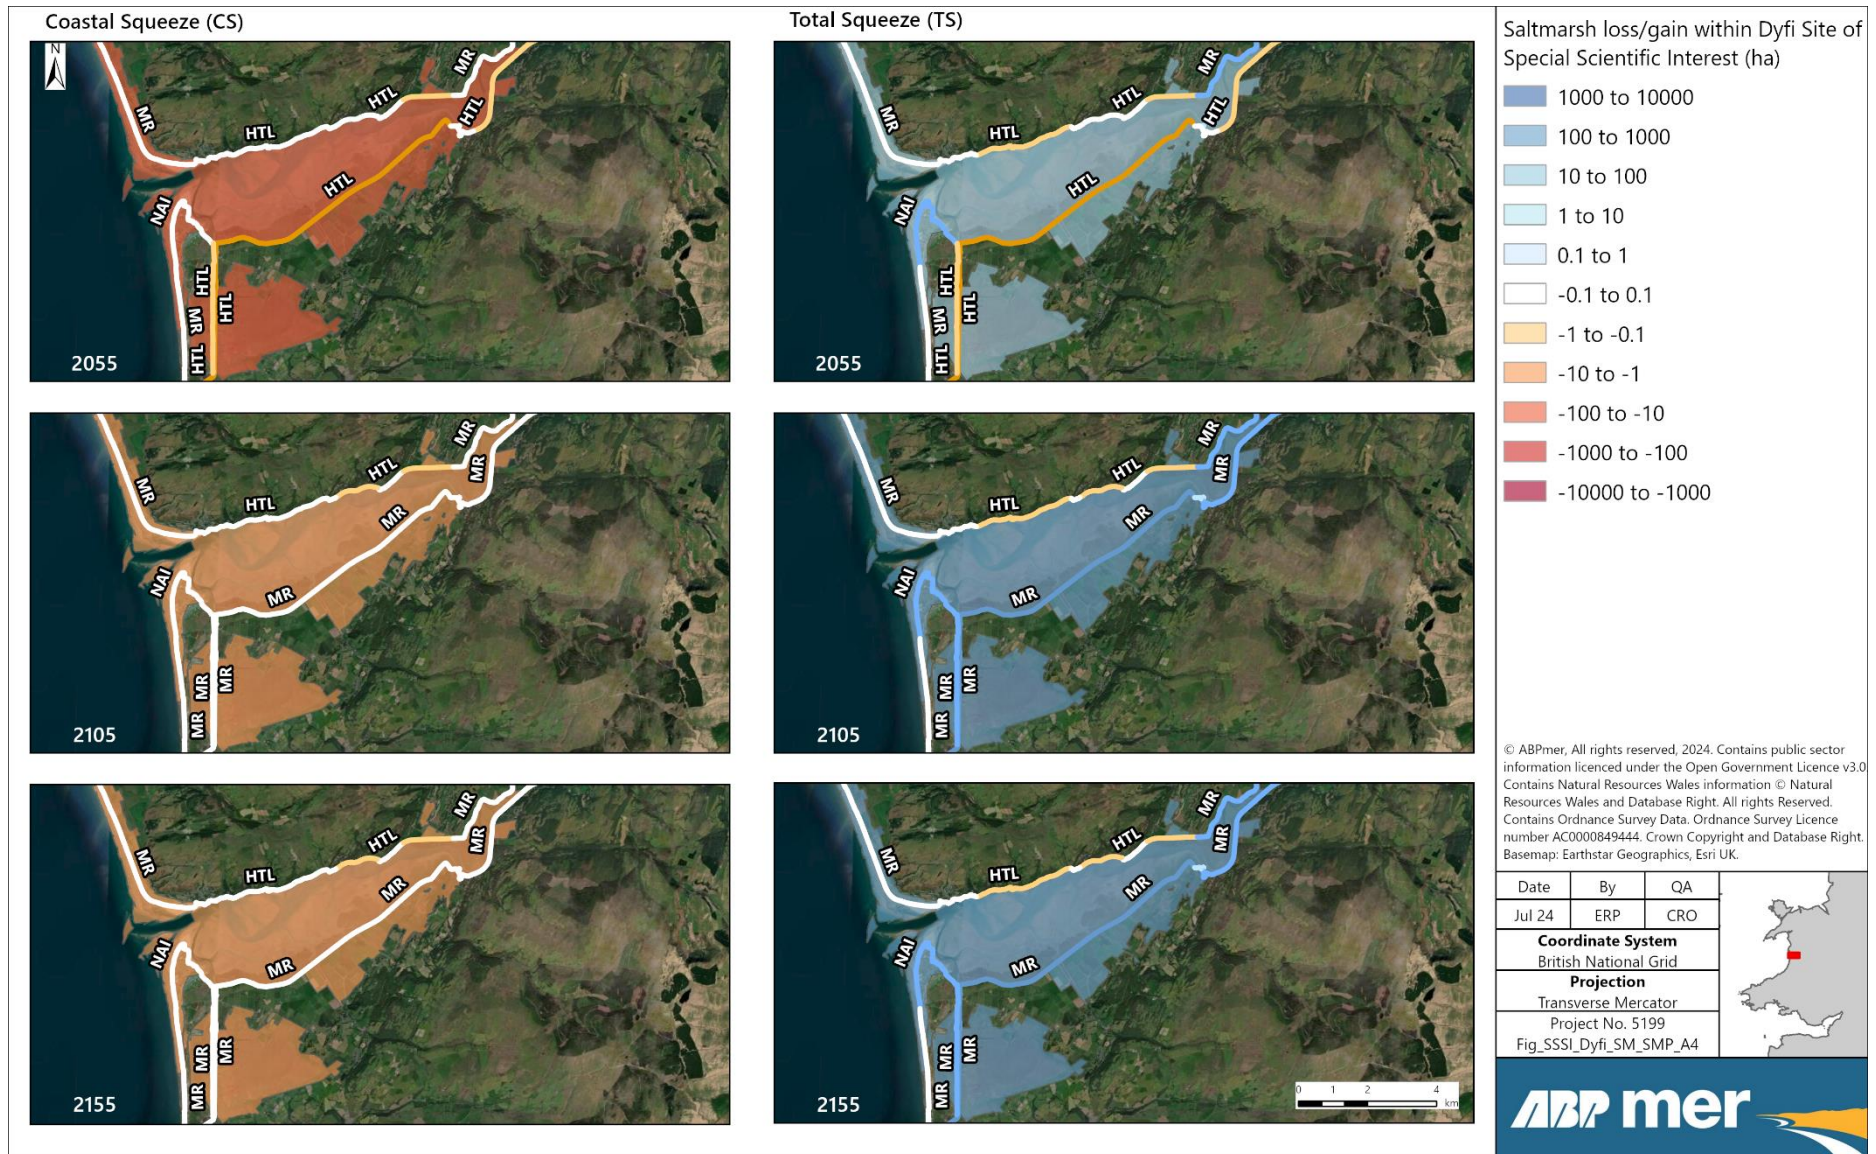 Coastal Squeeze (CS)
Total Squeeze (TS)
N
MR
HTL
HTL
MR
HTL
HTL
NAI
HTL
HTL
MR
HTL
2055
MR
HTL
HTL
MR
HTL
HTL
NAI
HTL
HTL
MR
HTL
2055
MR
HTL
HTL
MR
MR
MR
MR
NAI
MR
MR
MR
2105
MR
HTL
HTL
MR
MR
MR
MR
NAI
MR
MR
MR
2105
MR
HTL
HTL
MR
MR
MR
MR
NAI
MR
MR
MR
2155
MR
HTL
HTL
MR
MR
MR
MR
NAI
MR
MR
MR
2155
0 1 2 4
km
Saltmarsh loss/gain within Dyfi Site of
Special Scientific Interest (ha)
1000 to 10000
100 to 1000
10 to 100
1 to 10
0.1 to 1
-0.1 to 0.1
-1 to -0.1
-10 to -1
-100 to -10
-1000 to -100
-10000 to -1000
© ABPmer, All rights reserved, 2024. Contains public sector
information licenced under the Open Government Licence v3.0
Contains Natural Resources Wales information © Natural
Resources Wales and Database Right. All rights Reserved.
Contains Ordnance Survey Data. Ordnance Survey Licence
number AC0000849444. Crown Copyright and Database Right.
Basemap: Earthstar Geographics, Esri UK.
Date By QA
Jul 24 ERP CRO
Coordinate System
British National Grid
Projection
Transverse Mercator
Project No. 5199
Fig_SSSI_Dyfi_SM_SMP_A4
ABPmer